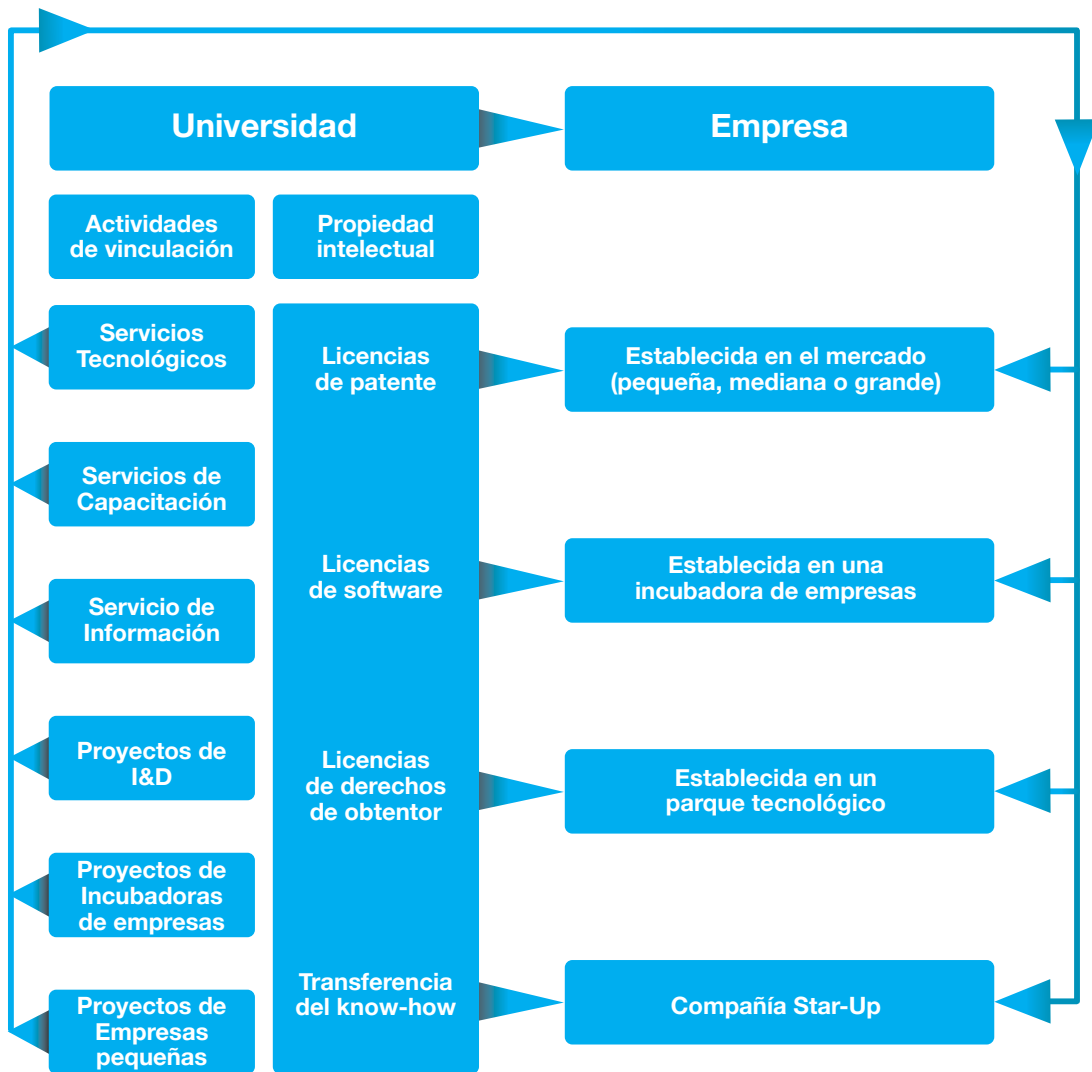 Universidad
Empresa
Actividades
de vinculación
Propiedad
intelectual
Servicios
Tecnológicos
Licencias
de patente
Establecida en el mercado
(pequeña, mediana o grande)
Servicios de
Capacitación
Licencias
de software
Establecida en una
incubadora de empresas
Servicio de
Información
Proyectos de
I&D
Licencias
de derechos
de obtentor
Establecida en un
parque tecnológico
Proyectos de
Incubadoras
de empresas
Transferencia
del know-how
Compañía Star-Up
Proyectos de
Empresas
pequeñas